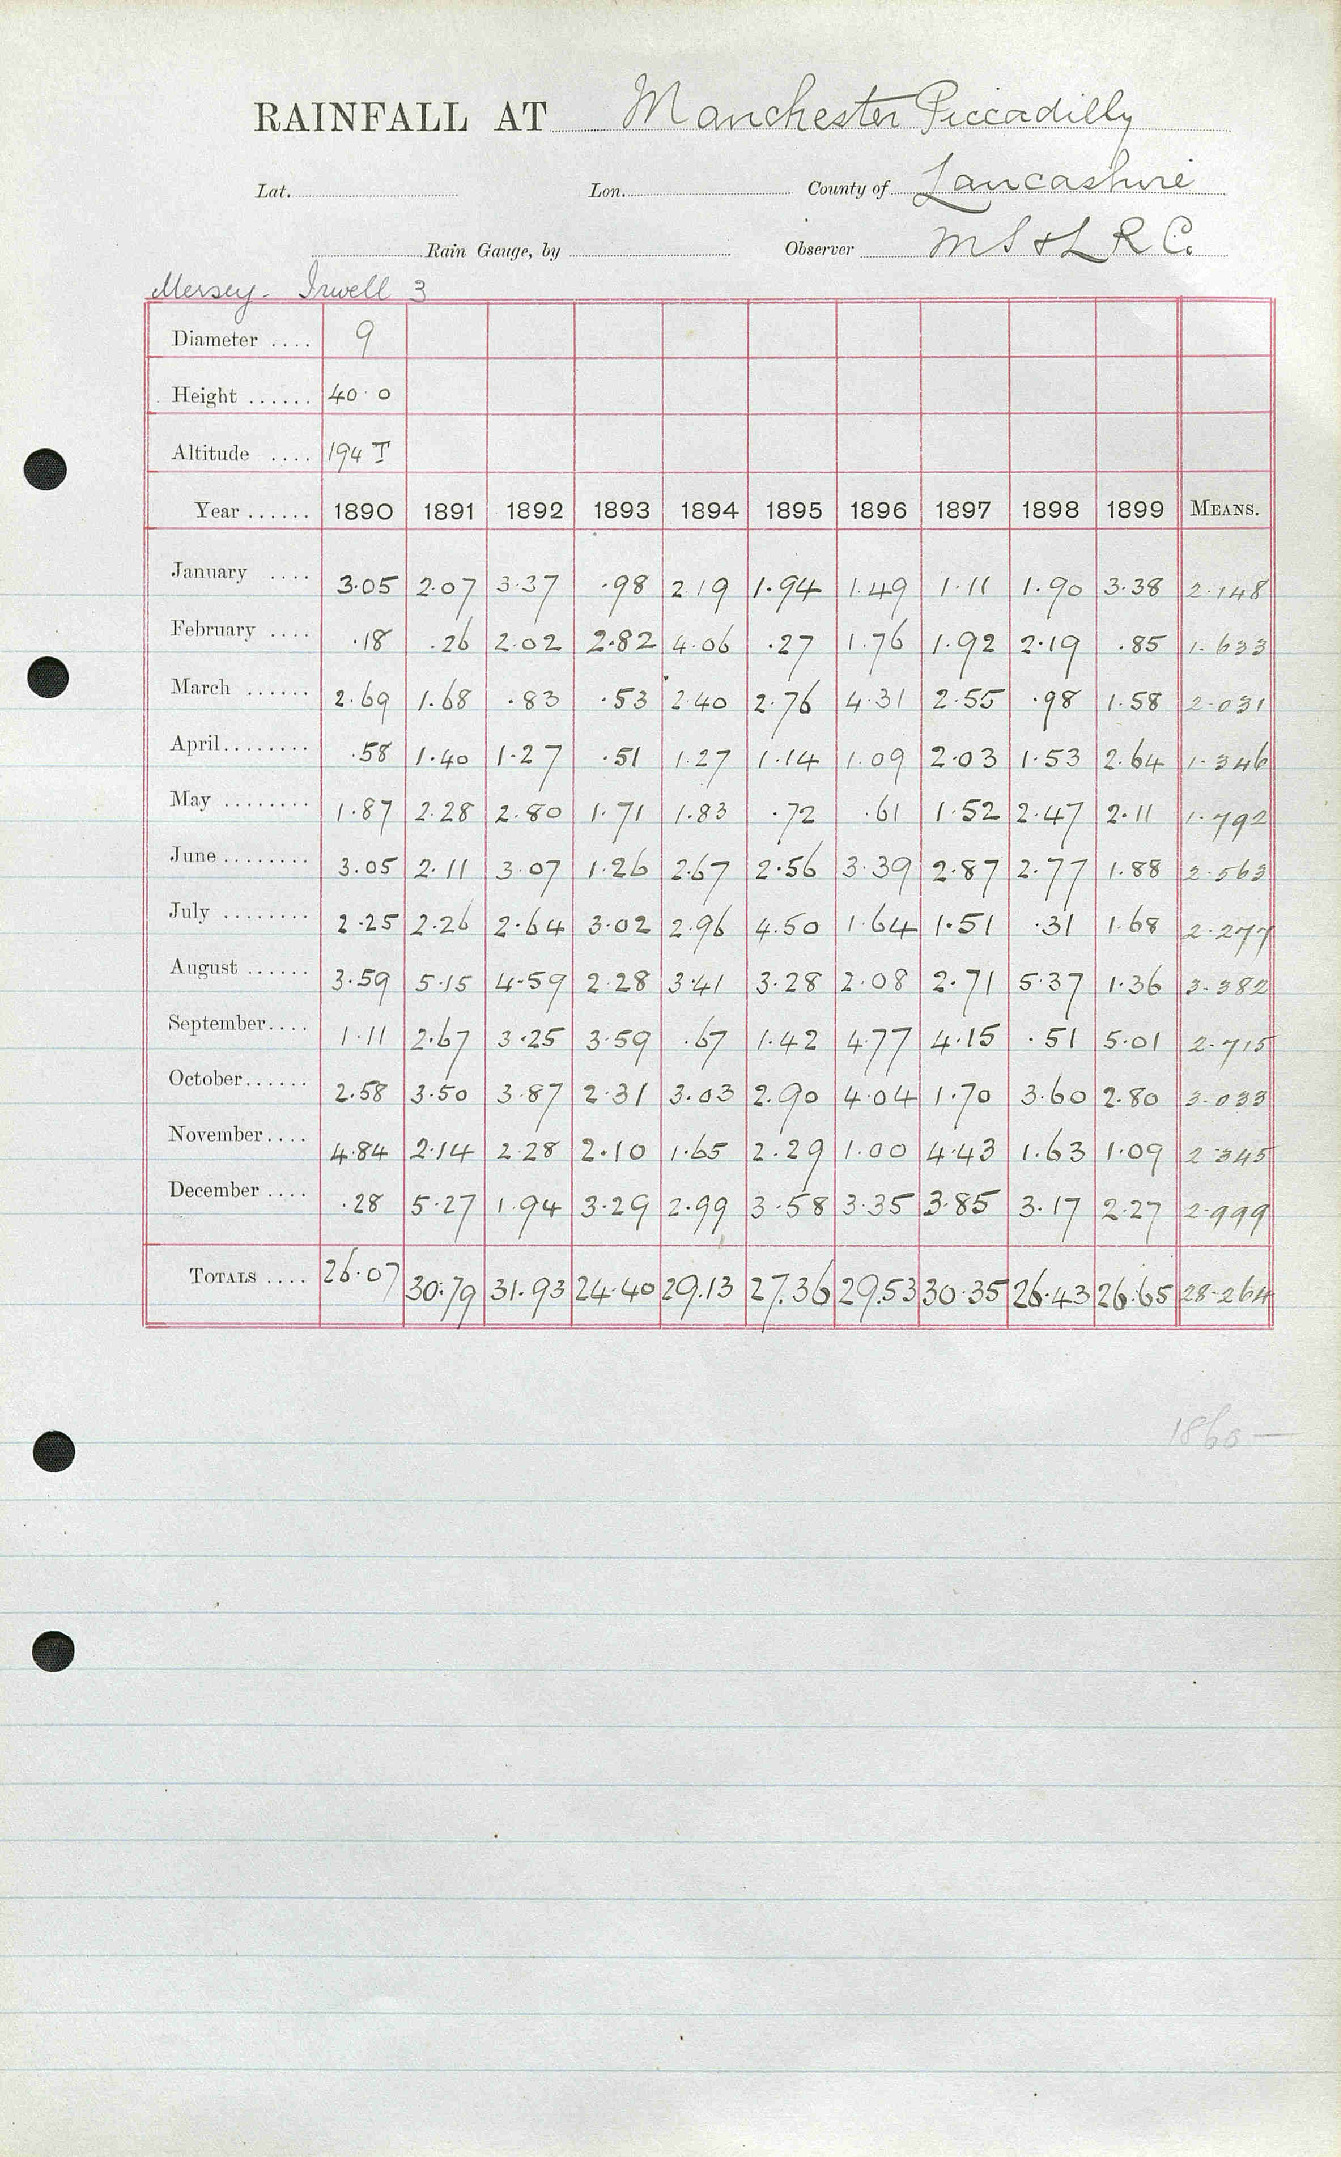 RAINFALL AT Manchester Piccadilly
Lat. Lon. County of Lancashire
Rain Gauge, by Observer M S & L R Co.
Mersey - Irwell 3
Diameter .... 9
Height ...... 40.0
Altitude .... 194 T
Year ...... 1890 1891 1892 1893 1894 1895 1896 1897 1898 1899 MEANS.
January .... 3.05 2.07 3.37 .98 2.19 1.94 1.49 1.11 1.90 3.38 2.148
February .... .18 .26 2.02 2.82 4.06 .27 1.76 1.92 2.19 .85 1.633
March ...... 2.69 1.68 .83 .53 2.40 2.76 4.31 2.55 .98 1.58 2.031
April........ .58 1.40 1.27 .51 1.27 1.14 1.09 2.03 1.53 2.64 1.346
May ........ 1.87 2.28 2.80 1.71 1.83 .72 .61 1.52 2.47 2.11 1.792
June ........ 3.05 2.11 3.07 1.26 2.67 2.56 3.39 2.87 2.77 1.88 2.563
July ........ 2.25 2.26 2.64 3.02 2.96 4.50 1.64 1.51 .31 1.68 2.277
August ...... 3.59 5.15 4.59 2.28 3.41 3.28 2.08 2.71 5.37 1.36 3.382
September.... 1.11 2.67 3.25 3.59 .67 1.42 4.77 4.15 .51 5.01 2.715
October...... 2.58 3.50 3.87 2.31 3.03 2.90 4.04 1.70 3.60 2.80 3.033
November.... 4.84 2.14 2.28 2.10 1.65 2.29 1.00 4.43 1.63 1.09 2.345
December .... .28 5.27 1.94 3.29 2.99 3.58 3.35 3.85 3.17 2.27 2.999
TOTALS .... 26.07 30.79 31.93 24.40 29.13 27.36 29.53 30.35 26.43 26.65 28.264
1860 —